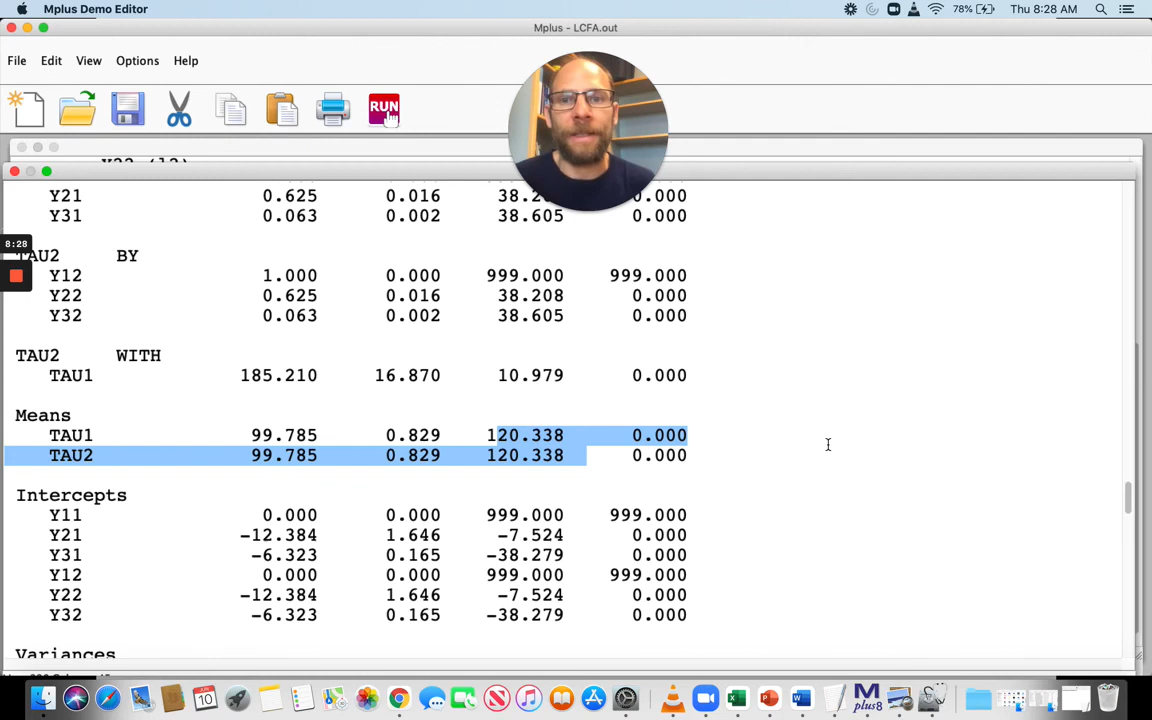 Mplus Demo Editor 78% Thu 8:28 AM
Mplus - LCFA.out
File Edit View Options Help
RUN
Y21 0.625 0.016 0.000
Y31 0.063 0.002 38.605 0.000
8:28
TAU2 BY
Y12 1.000 0.000 999.000 999.000
Y22 0.625 0.016 38.208 0.000
Y32 0.063 0.002 38.605 0.000
TAU2 WITH
TAU1 185.210 16.870 10.979 0.000
Means
TAU1 99.785 0.829 120.338 0.000
TAU2 99.785 0.829 120.338 0.000
Intercepts
Y11 0.000 0.000 999.000 999.000
Y21 -12.384 1.646 -7.524 0.000
Y31 -6.323 0.165 -38.279 0.000
Y12 0.000 0.000 999.000 999.000
Y22 -12.384 1.646 -7.524 0.000
Y32 -6.323 0.165 -38.279 0.000
Variances
JUN
10
M
plus8